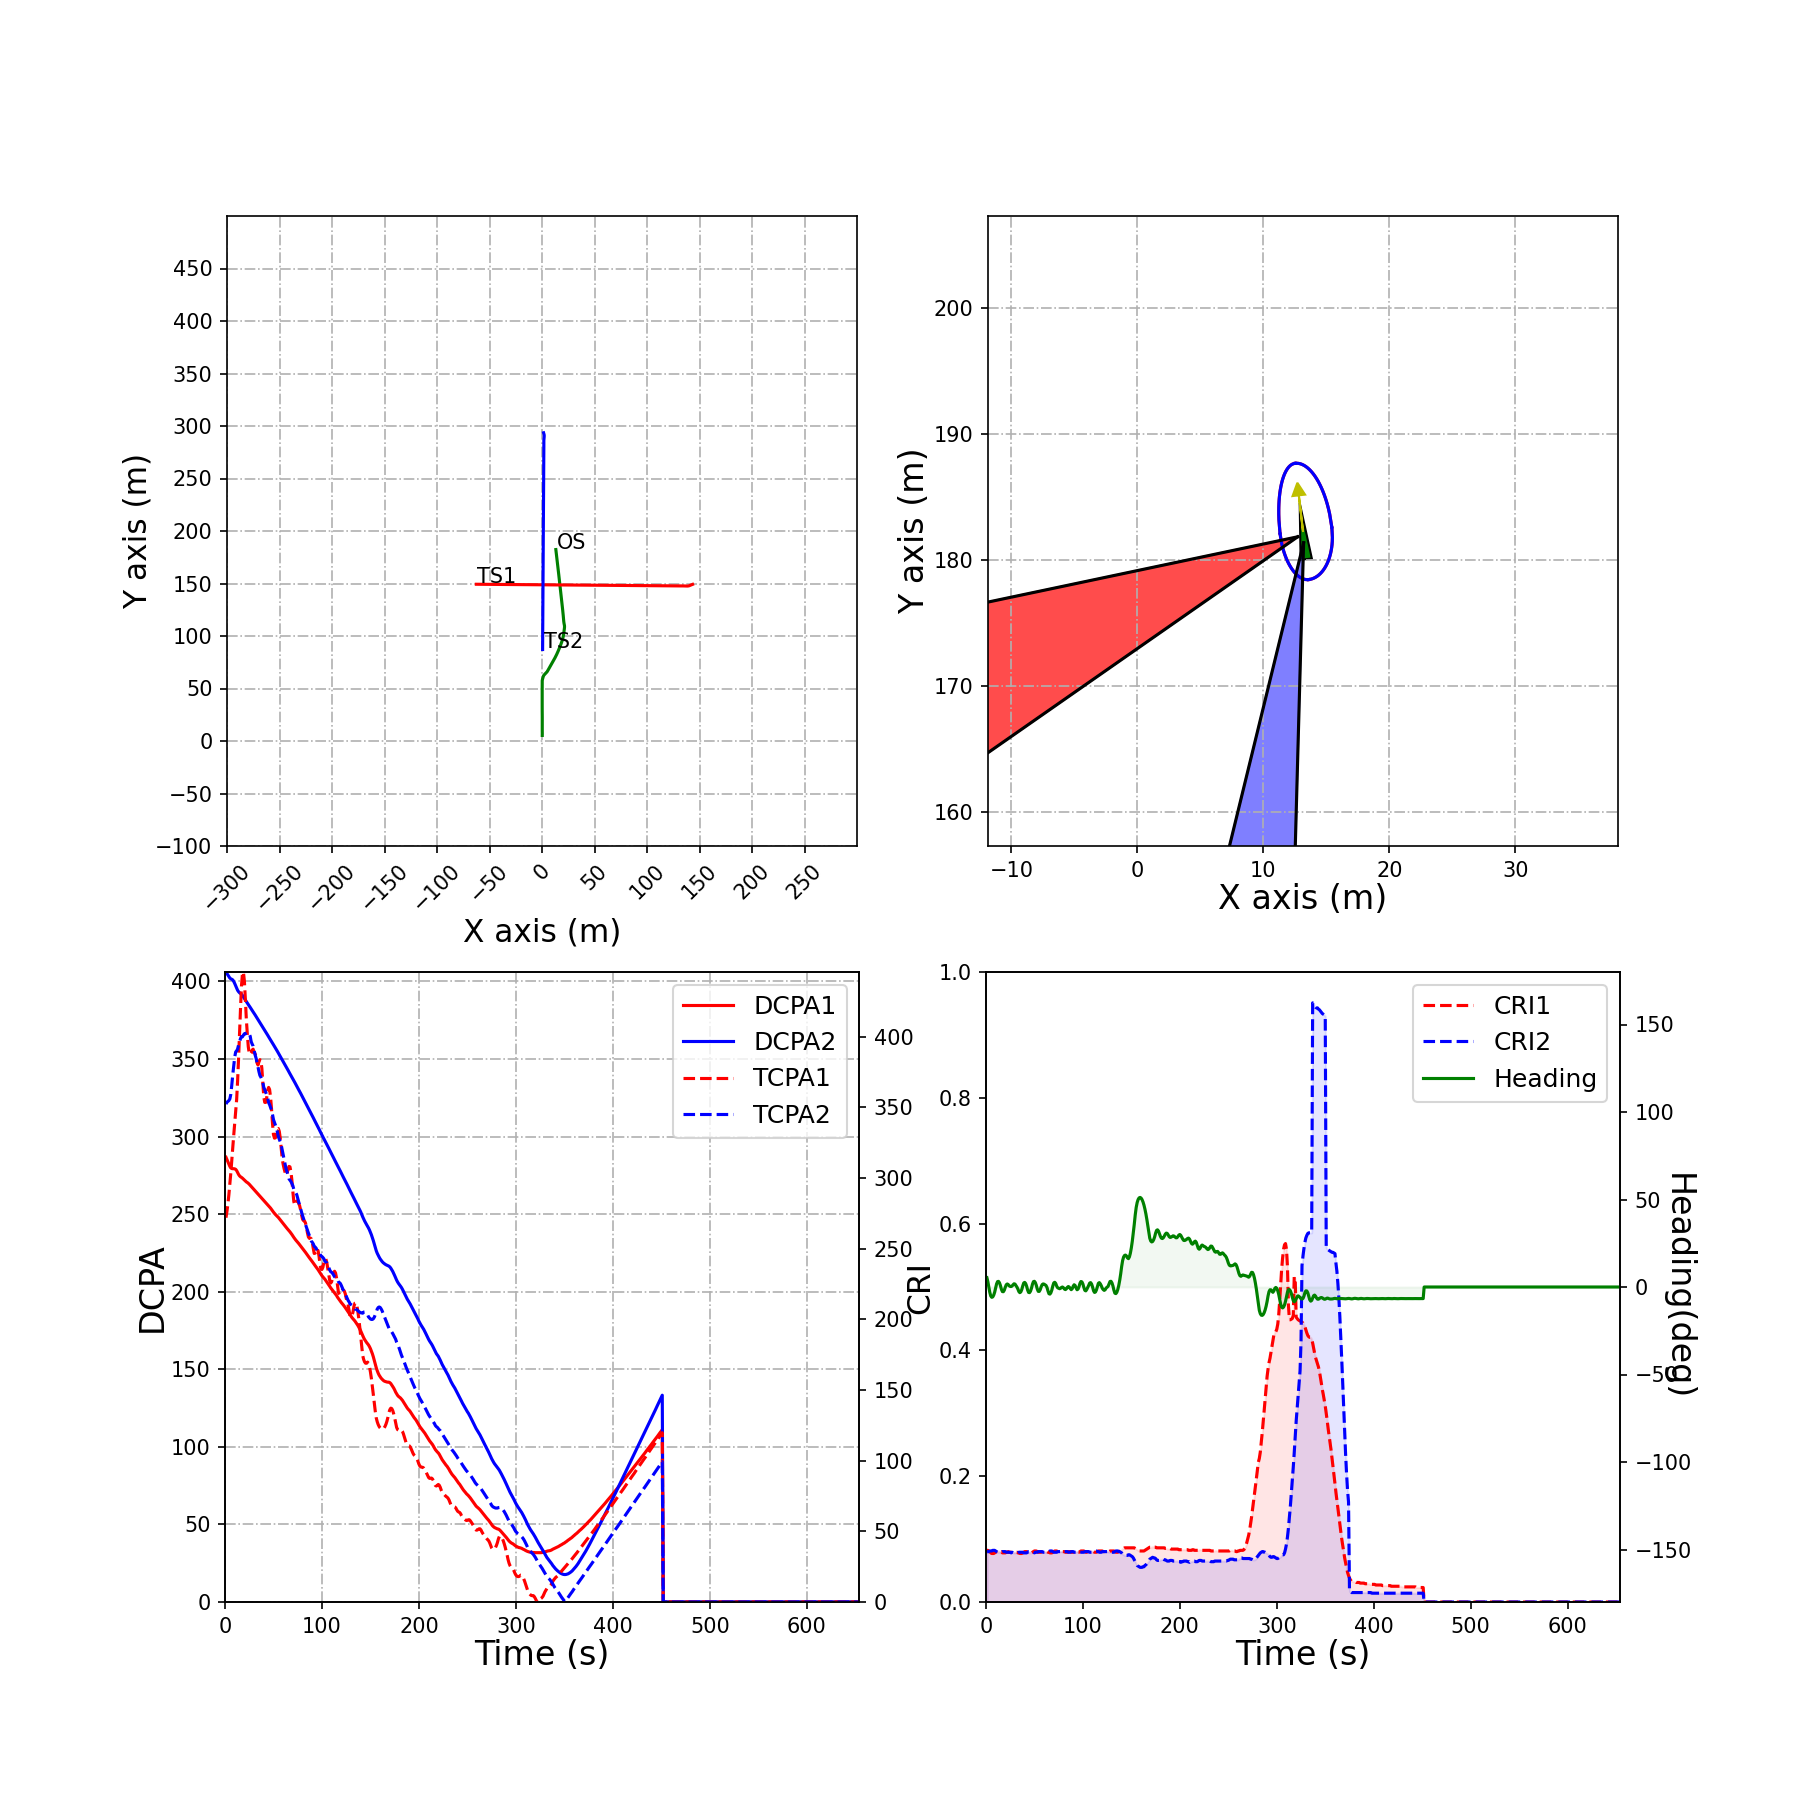 450
400
350
300
250
200
150
100
50
0
−50
−100
Y axis (m)
OS
TS1
TS2
−300 −250 −200 −150 −100 −50 0 50 100 150 200 250
X axis (m)
200
190
180
170
160
Y axis (m)
−10 0 10 20 30
X axis (m)
400
350
300
250
200
150
100
50
0
DCPA
DCPA1
DCPA2
TCPA1
TCPA2
400
350
300
250
200
150
100
50
0
0 100 200 300 400 500 600
Time (s)
1.0
0.8
0.6
0.4
0.2
0.0
CRI
CRI1
CRI2
Heading
150
100
50
0
−50
−100
−150
Heading(deg)
0 100 200 300 400 500 600
Time (s)